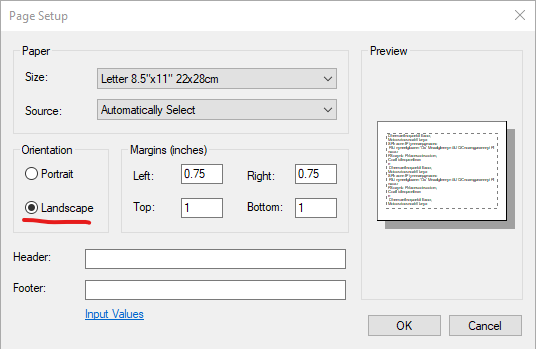 Page Setup
Paper
Size: Letter 8.5"x11" 22x28cm
Source: Automatically Select
Orientation
Portrait
Landscape
Margins (inches)
Left: 0.75 Right: 0.75
Top: 1 Bottom: 1
Header:
Footer:
Input Values
Preview
OK Cancel